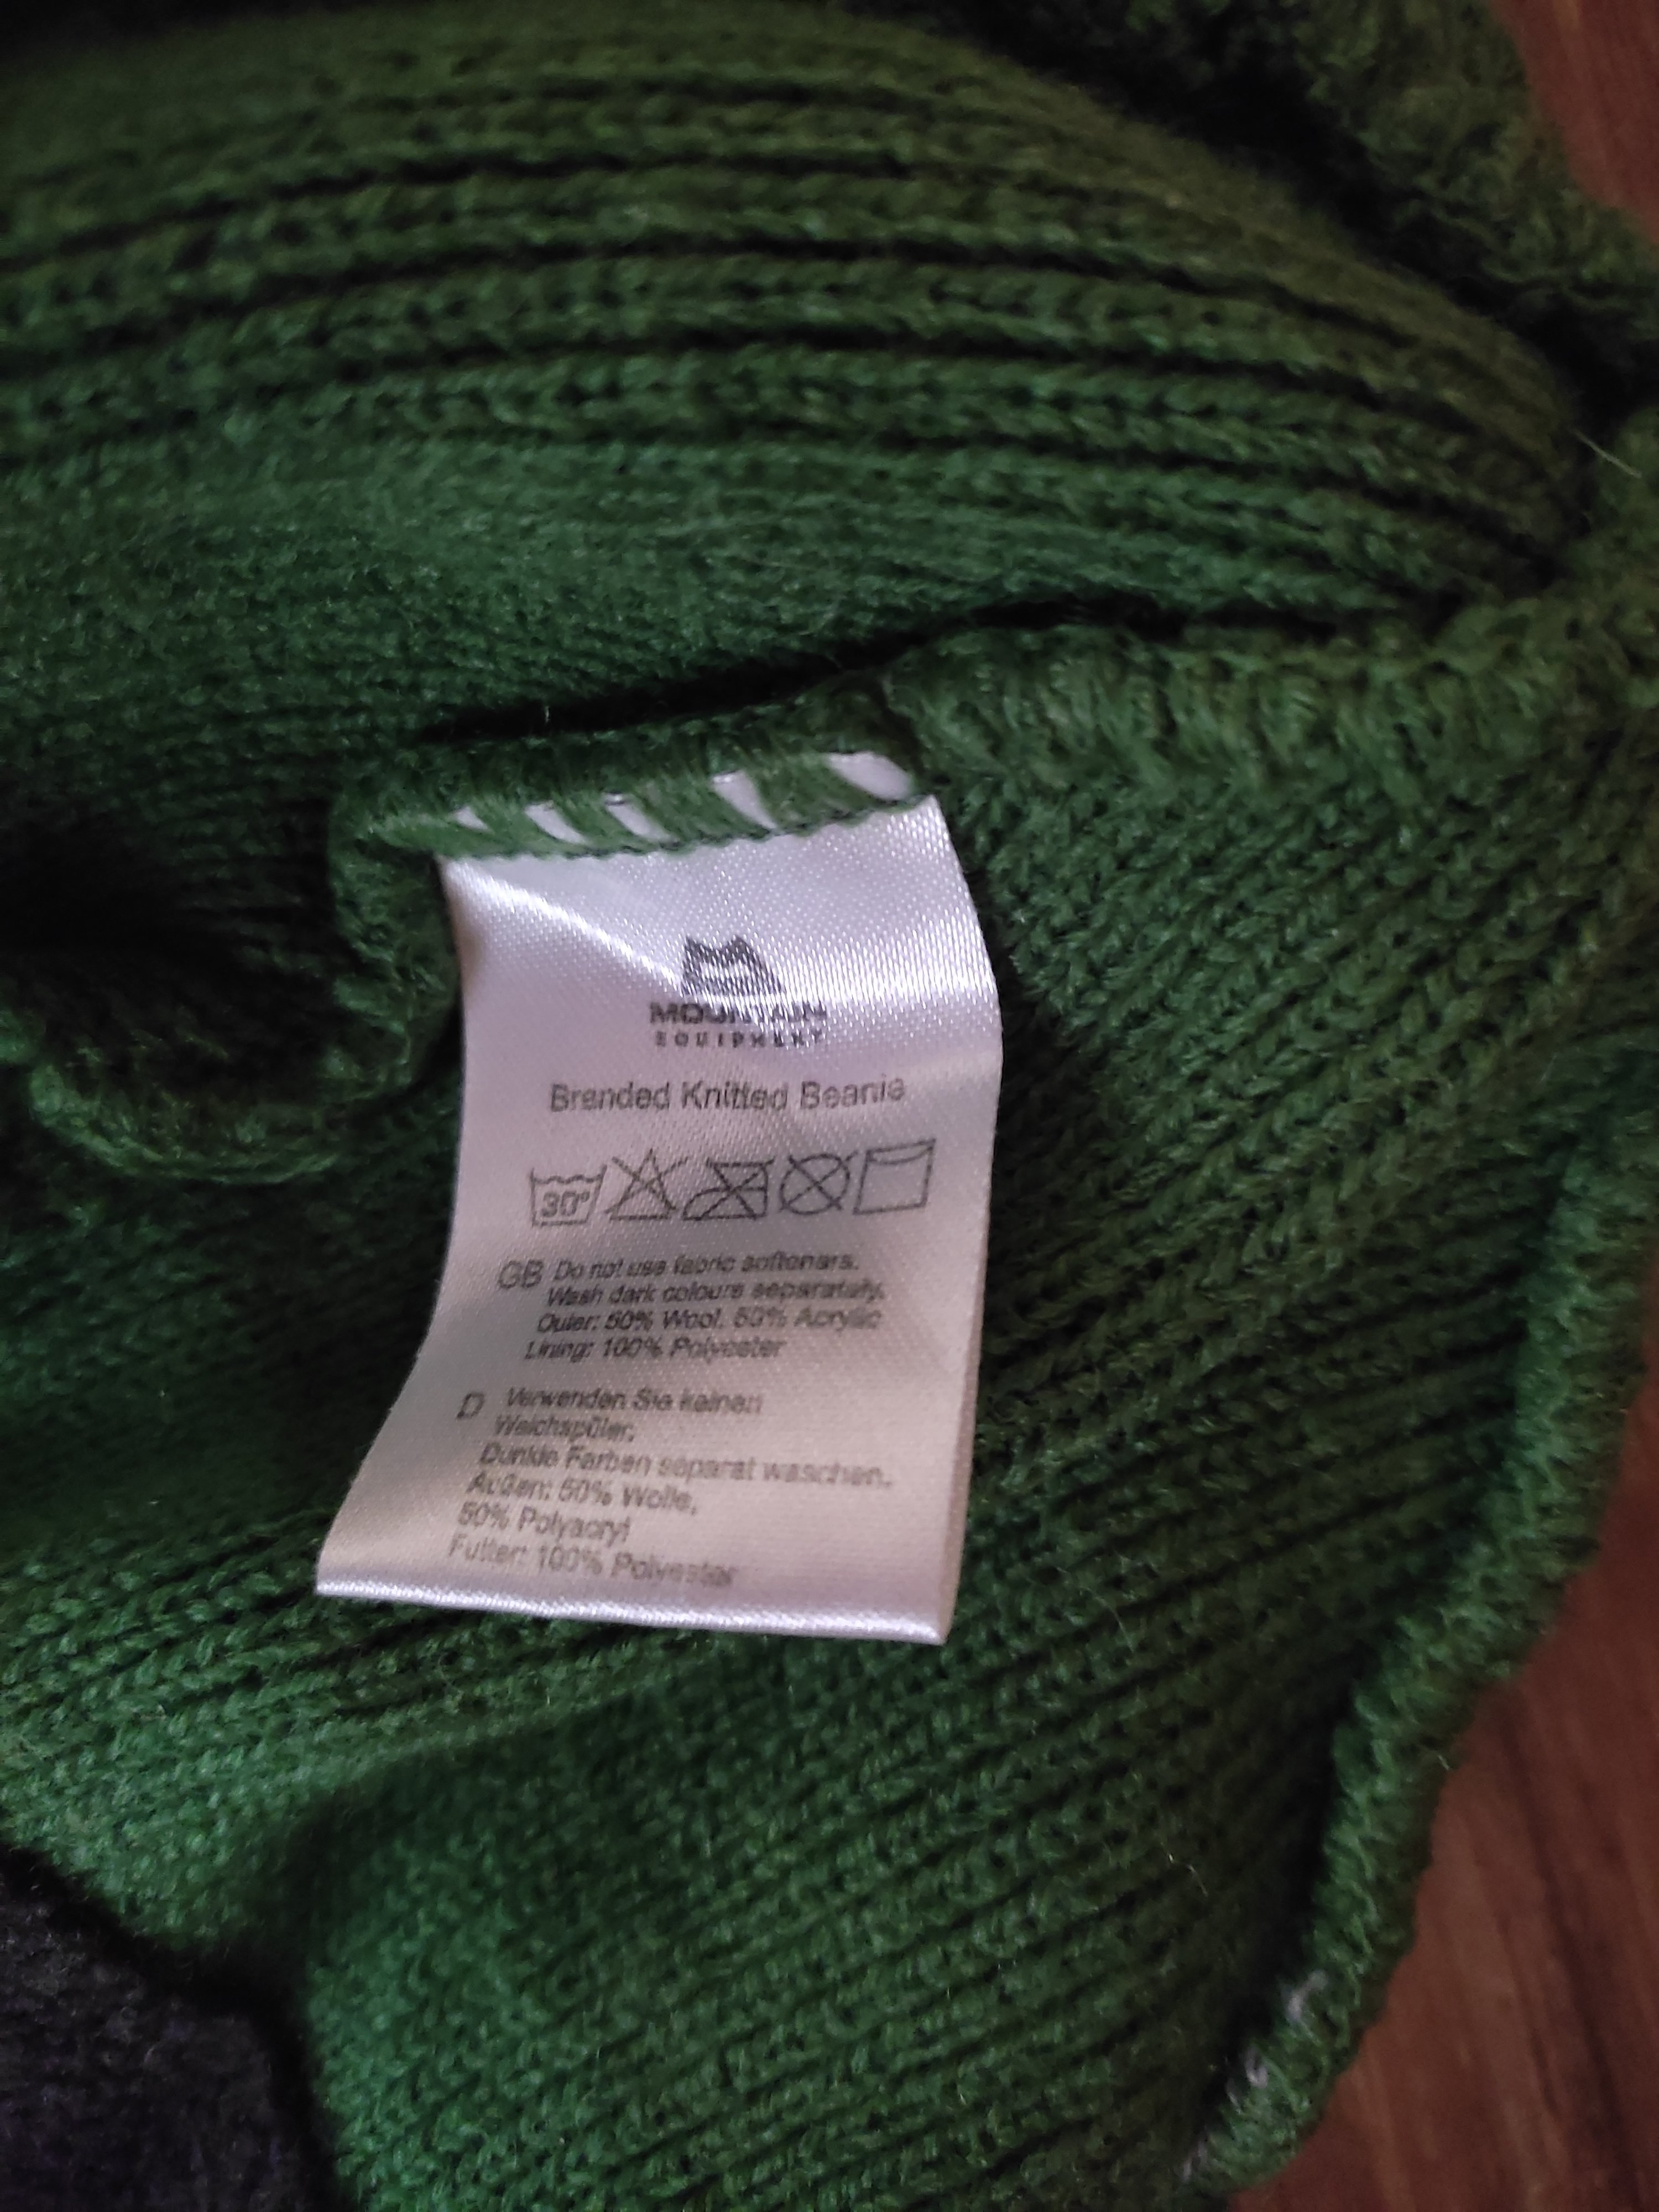 MOUNTAIN
EQUIPMENT
Branded Knitted Beanie
30°
GB Do not use fabric softeners.
Wash dark colours separately.
Outer: 50% Wool, 50% Acrylic
Lining: 100% Polyester
D Verwenden Sie keinen
Weichspüler.
Dunkle Farben separat waschen.
Außen: 50% Wolle,
50% Polyacryl
Futter: 100% Polyester